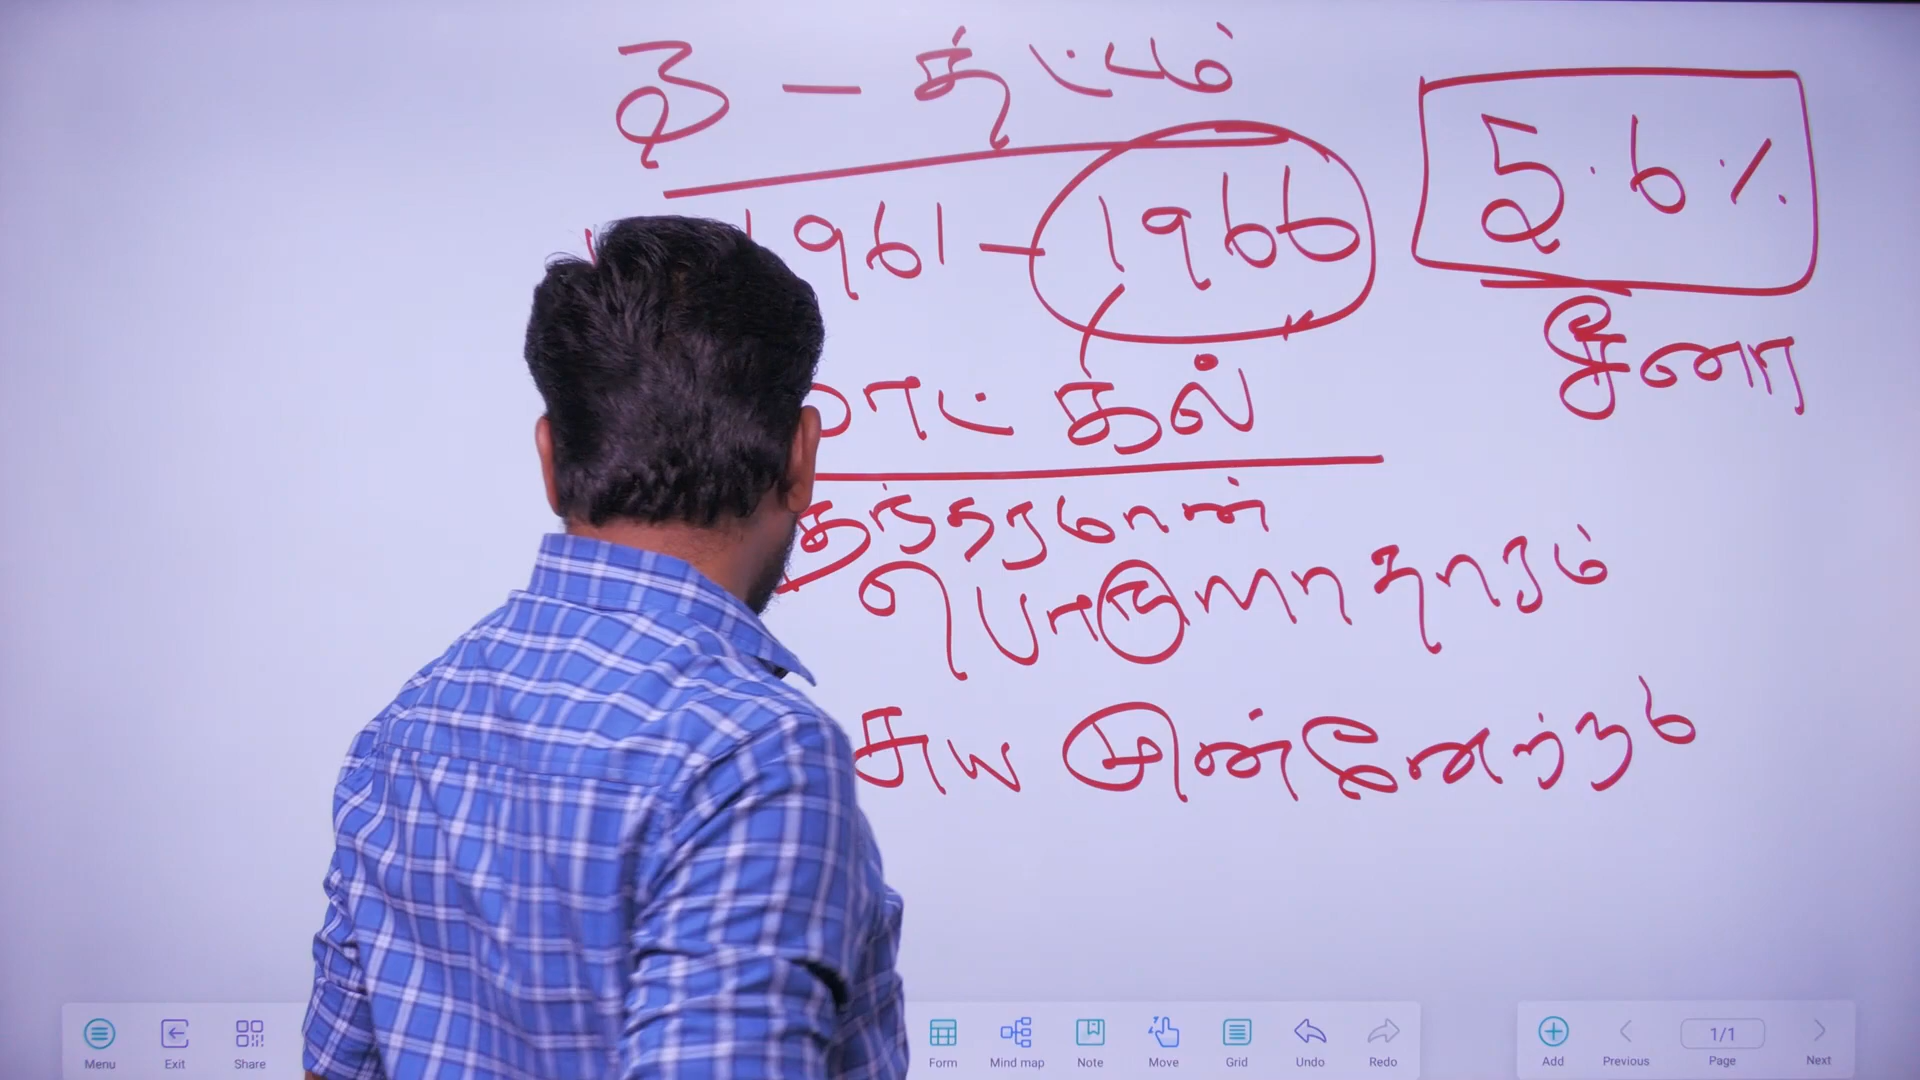 3 – திட்டம்
5.6%
1961 – 1966
சீனா
காட்கில்
தந்திரமான
பொருளாதாரம்
சுய முன்னேற்றம்
Menu Exit Share Form Mind map Note Move Grid Undo Redo Add Previous 1/1 Page Next